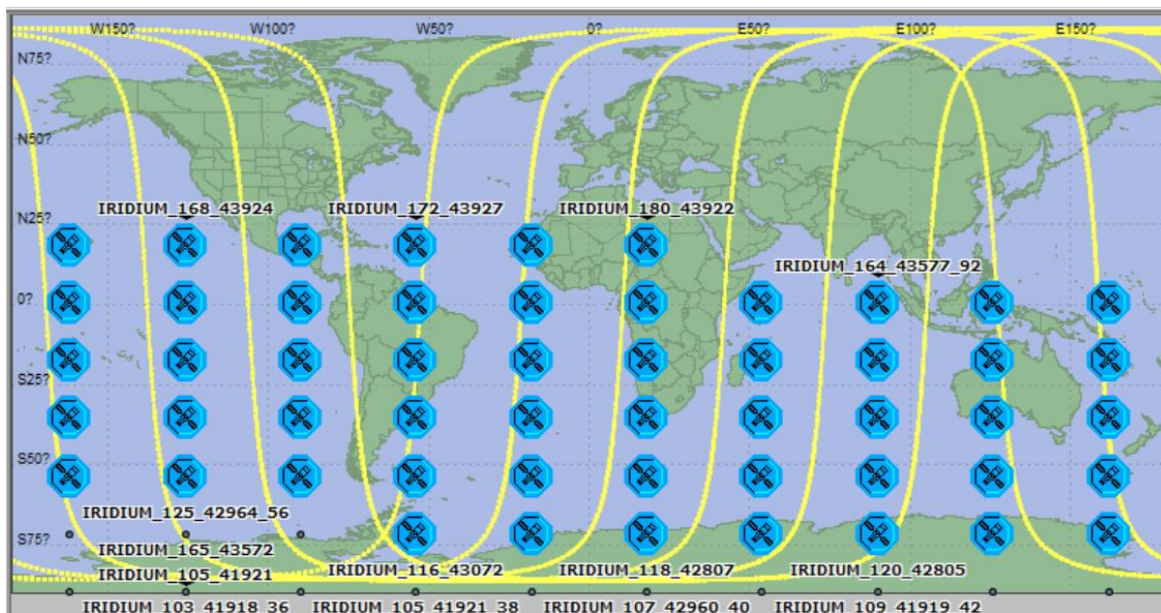 W150? W100? W50? 0? E50? E100? E150?
N75?
N50?
N25?
IRIDIUM_168_43924 IRIDIUM_172_43927 IRIDIUM_180_43922
IRIDIUM_164_43577_92
0?
S25?
S50?
IRIDIUM_125_42964_56
S75?
IRIDIUM_165_43572
IRIDIUM_105_41921 IRIDIUM_116_43072 IRIDIUM_118_42807 IRIDIUM_120_42805
IRIDIUM_103_41918_36 IRIDIUM_105_41921_38 IRIDIUM_107_42960_40 IRIDIUM_109_41919_42